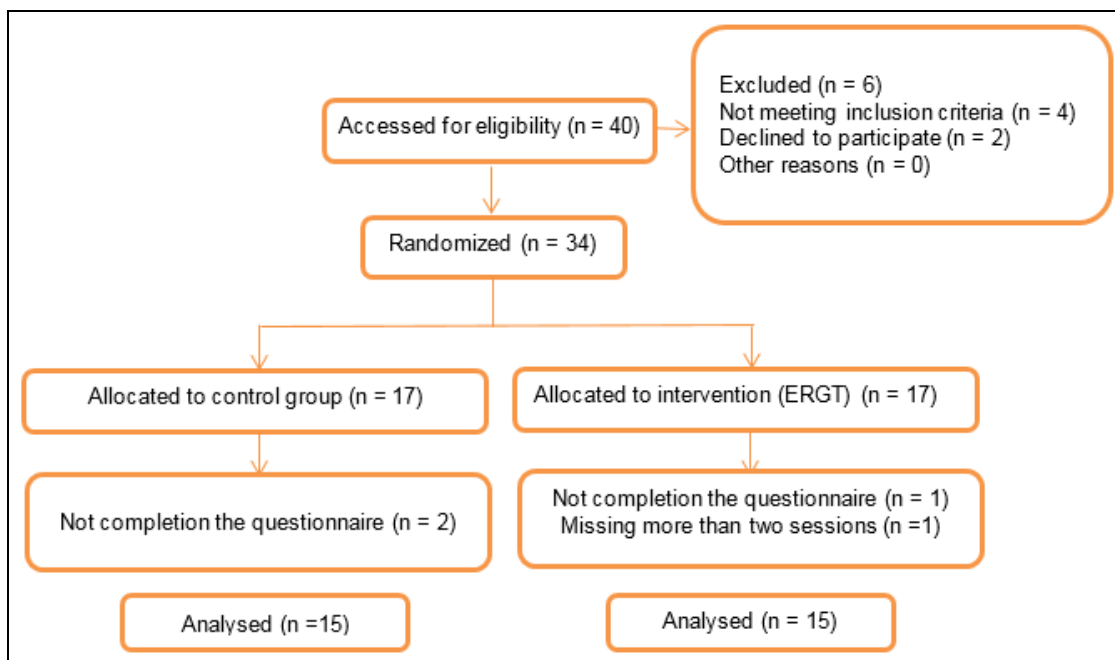 Excluded (n = 6)
Not meeting inclusion criteria (n = 4)
Declined to participate (n = 2)
Other reasons (n = 0)
Accessed for eligibility (n = 40)
Randomized (n = 34)
Allocated to control group (n = 17)
Allocated to intervention (ERGT) (n = 17)
Not completion the questionnaire (n = 2)
Not completion the questionnaire (n = 1)
Missing more than two sessions (n =1)
Analysed (n =15)
Analysed (n = 15)